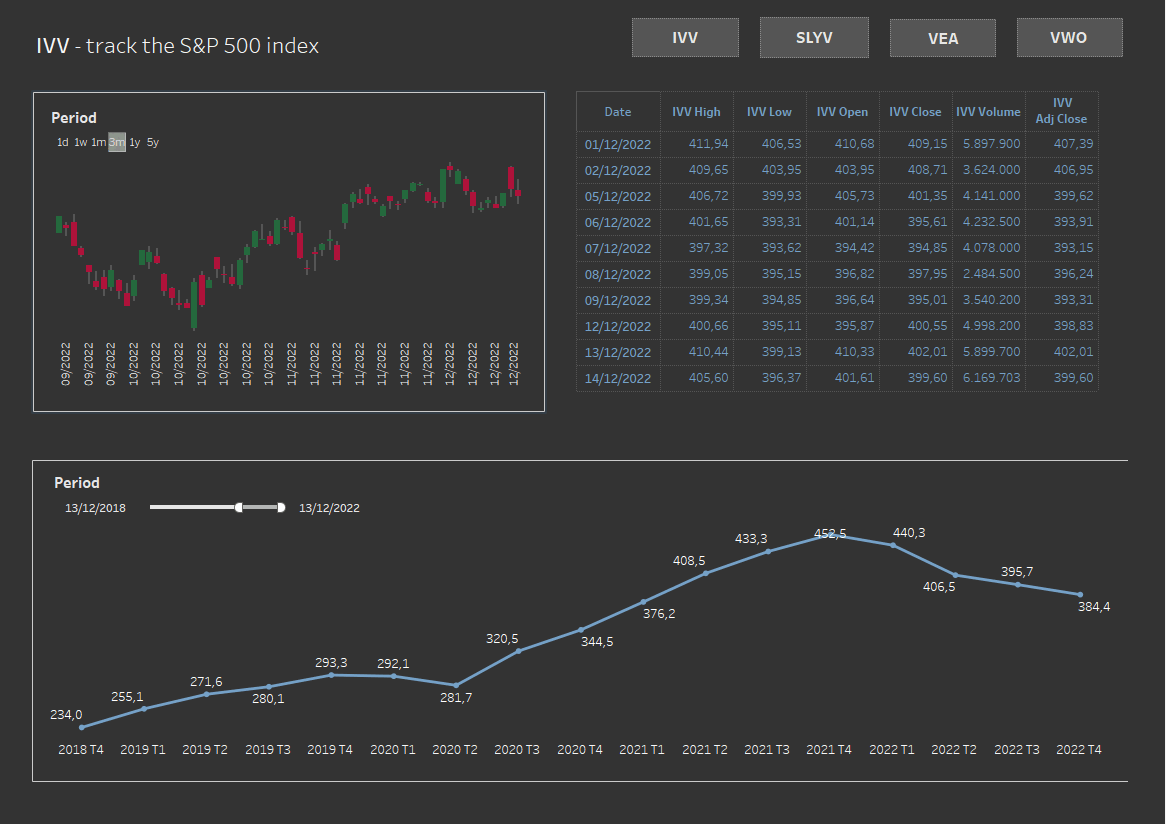 IVV - track the S&P 500 index
IVV SLYV VEA VWO
Period
1d 1w 1m 3m 1y 5y
09/2022 09/2022 09/2022 10/2022 10/2022 10/2022 10/2022 10/2022 10/2022 10/2022 11/2022 11/2022 11/2022 11/2022 11/2022 11/2022 11/2022 12/2022 12/2022 12/2022 12/2022
Date IVV High IVV Low IVV Open IVV Close IVV Volume IVV Adj Close
01/12/2022 411,94 406,53 410,68 409,15 5.897.900 407,39
02/12/2022 409,65 403,95 403,95 408,71 3.624.000 406,95
05/12/2022 406,72 399,93 405,73 401,35 4.141.000 399,62
06/12/2022 401,65 393,31 401,14 395,61 4.232.500 393,91
07/12/2022 397,32 393,62 394,42 394,85 4.078.000 393,15
08/12/2022 399,05 395,15 396,82 397,95 2.484.500 396,24
09/12/2022 399,34 394,85 396,64 395,01 3.540.200 393,31
12/12/2022 400,66 395,11 395,87 400,55 4.998.200 398,83
13/12/2022 410,44 399,13 410,33 402,01 5.899.700 402,01
14/12/2022 405,60 396,37 401,61 399,60 6.169.703 399,60
Period
13/12/2018 13/12/2022
234,0 255,1 271,6 280,1 293,3 292,1 281,7 320,5 344,5 376,2 408,5 433,3 452,5 440,3 406,5 395,7 384,4
2018 T4 2019 T1 2019 T2 2019 T3 2019 T4 2020 T1 2020 T2 2020 T3 2020 T4 2021 T1 2021 T2 2021 T3 2021 T4 2022 T1 2022 T2 2022 T3 2022 T4